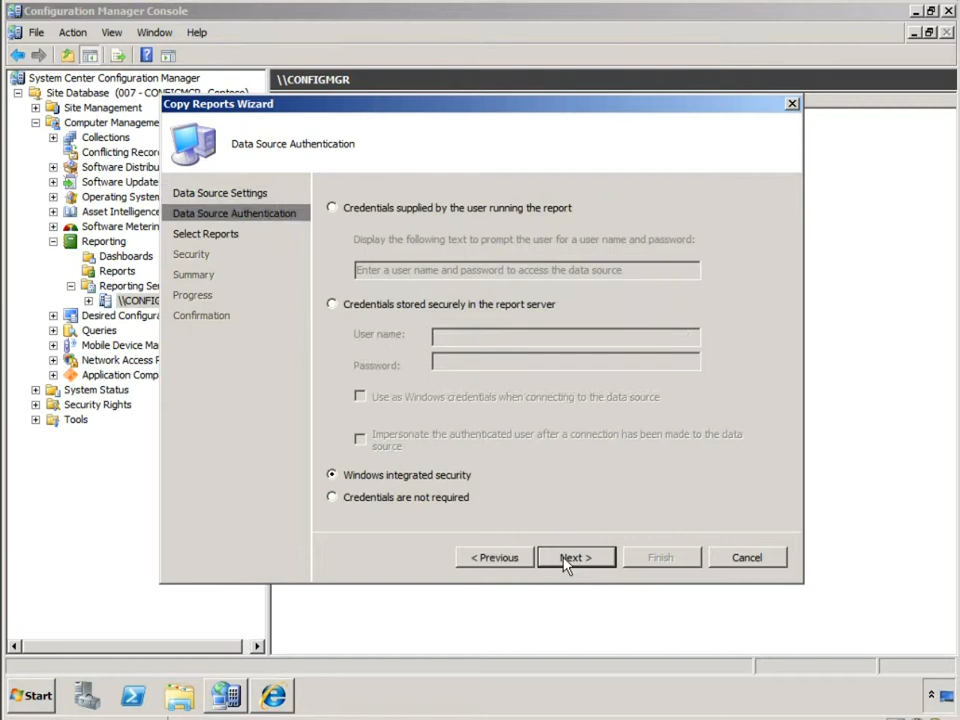 Configuration Manager Console
File Action View Window Help
System Center Configuration Manager
Site Database (007 - CONFIGMGR, Contoso)
Site Management
Computer Manageme
Collections
Conflicting Recor
Software Distribu
Software Update
Operating System
Asset Intelligence
Software Metering
Reporting
Dashboards
Reports
Reporting Ser
\\CONFIG
Desired Configura
Queries
Mobile Device Ma
Network Access P
Application Comp
System Status
Security Rights
Tools
\\CONFIGMGR
Copy Reports Wizard
Data Source Authentication
Data Source Settings
Data Source Authentication
Select Reports
Security
Summary
Progress
Confirmation
Credentials supplied by the user running the report
Display the following text to prompt the user for a user name and password:
Enter a user name and password to access the data source
Credentials stored securely in the report server
User name:
Password:
Use as Windows credentials when connecting to the data source
Impersonate the authenticated user after a connection has been made to the data
source
Windows integrated security
Credentials are not required
< Previous Next > Finish Cancel
Start